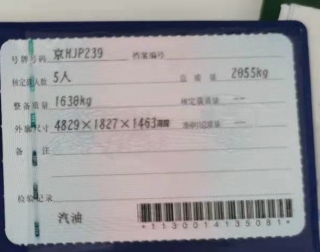 号牌号码 京HJP239 档案编号
核定载人数 5人 总质量 2055kg
整备质量 1630kg 核定载质量 --
外廓尺寸 4829×1827×1463mm 准牵引总质量 --
备 注
检验记录
汽油
*1130014135081*